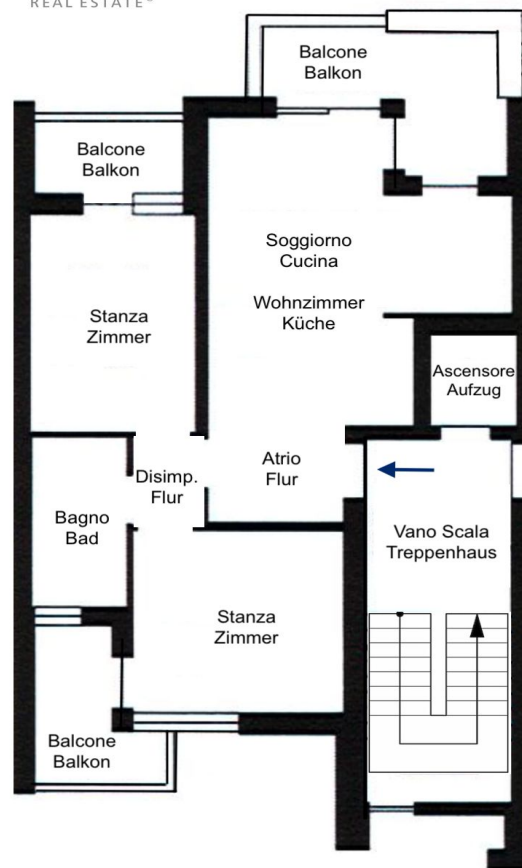 REAL ESTATE®
Balcone
Balkon
Balcone
Balkon
Soggiorno
Cucina
Wohnzimmer
Küche
Stanza
Zimmer
Ascensore
Aufzug
Disimp.
Flur
Atrio
Flur
Bagno
Bad
Vano Scala
Treppenhaus
Stanza
Zimmer
Balcone
Balkon